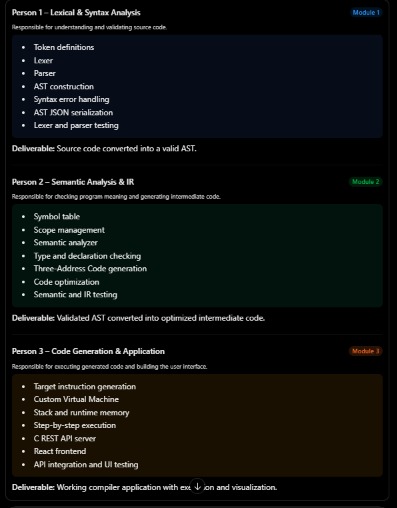 Person 1 – Lexical & Syntax Analysis
Module 1
Responsible for understanding and validating source code.
• Token definitions
• Lexer
• Parser
• AST construction
• Syntax error handling
• AST JSON serialization
• Lexer and parser testing
Deliverable: Source code converted into a valid AST.
Person 2 – Semantic Analysis & IR
Module 2
Responsible for checking program meaning and generating intermediate code.
• Symbol table
• Scope management
• Semantic analyzer
• Type and declaration checking
• Three-Address Code generation
• Code optimization
• Semantic and IR testing
Deliverable: Validated AST converted into optimized intermediate code.
Person 3 – Code Generation & Application
Module 3
Responsible for executing generated code and building the user interface.
• Target instruction generation
• Custom Virtual Machine
• Stack and runtime memory
• Step-by-step execution
• C REST API server
• React frontend
• API integration and UI testing
Deliverable: Working compiler application with and visualization.